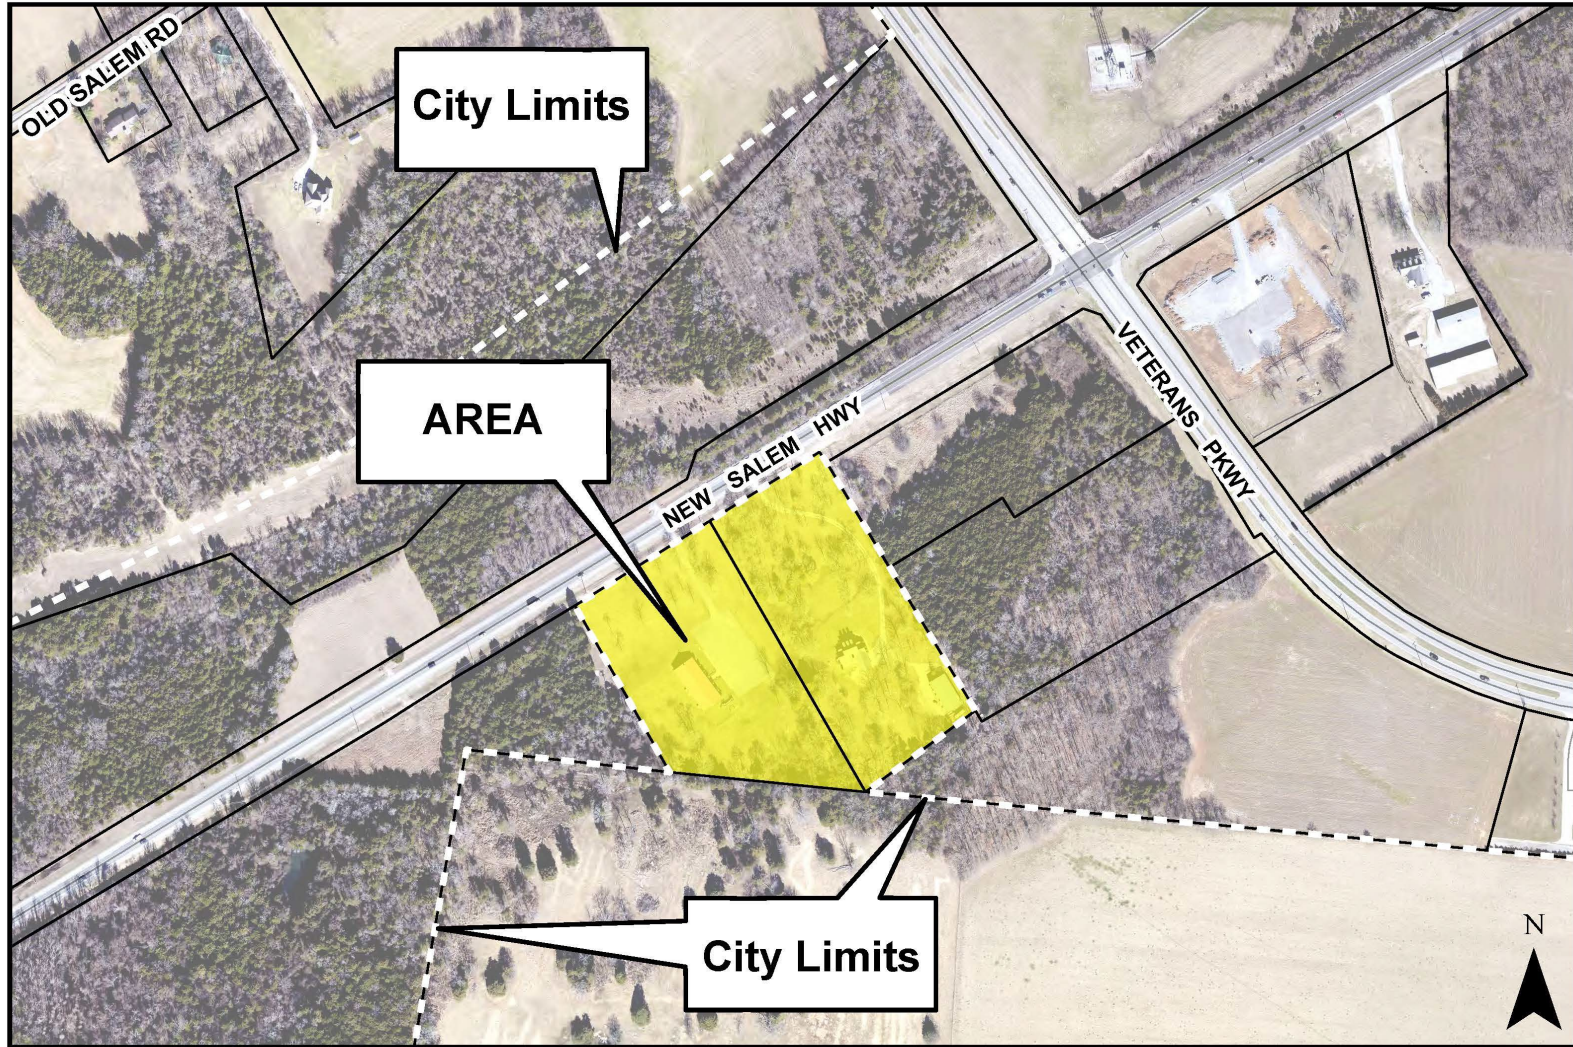 OLD SALEM RD
City Limits
AREA
NEW SALEM HWY
VETERANS PKWY
City Limits
N